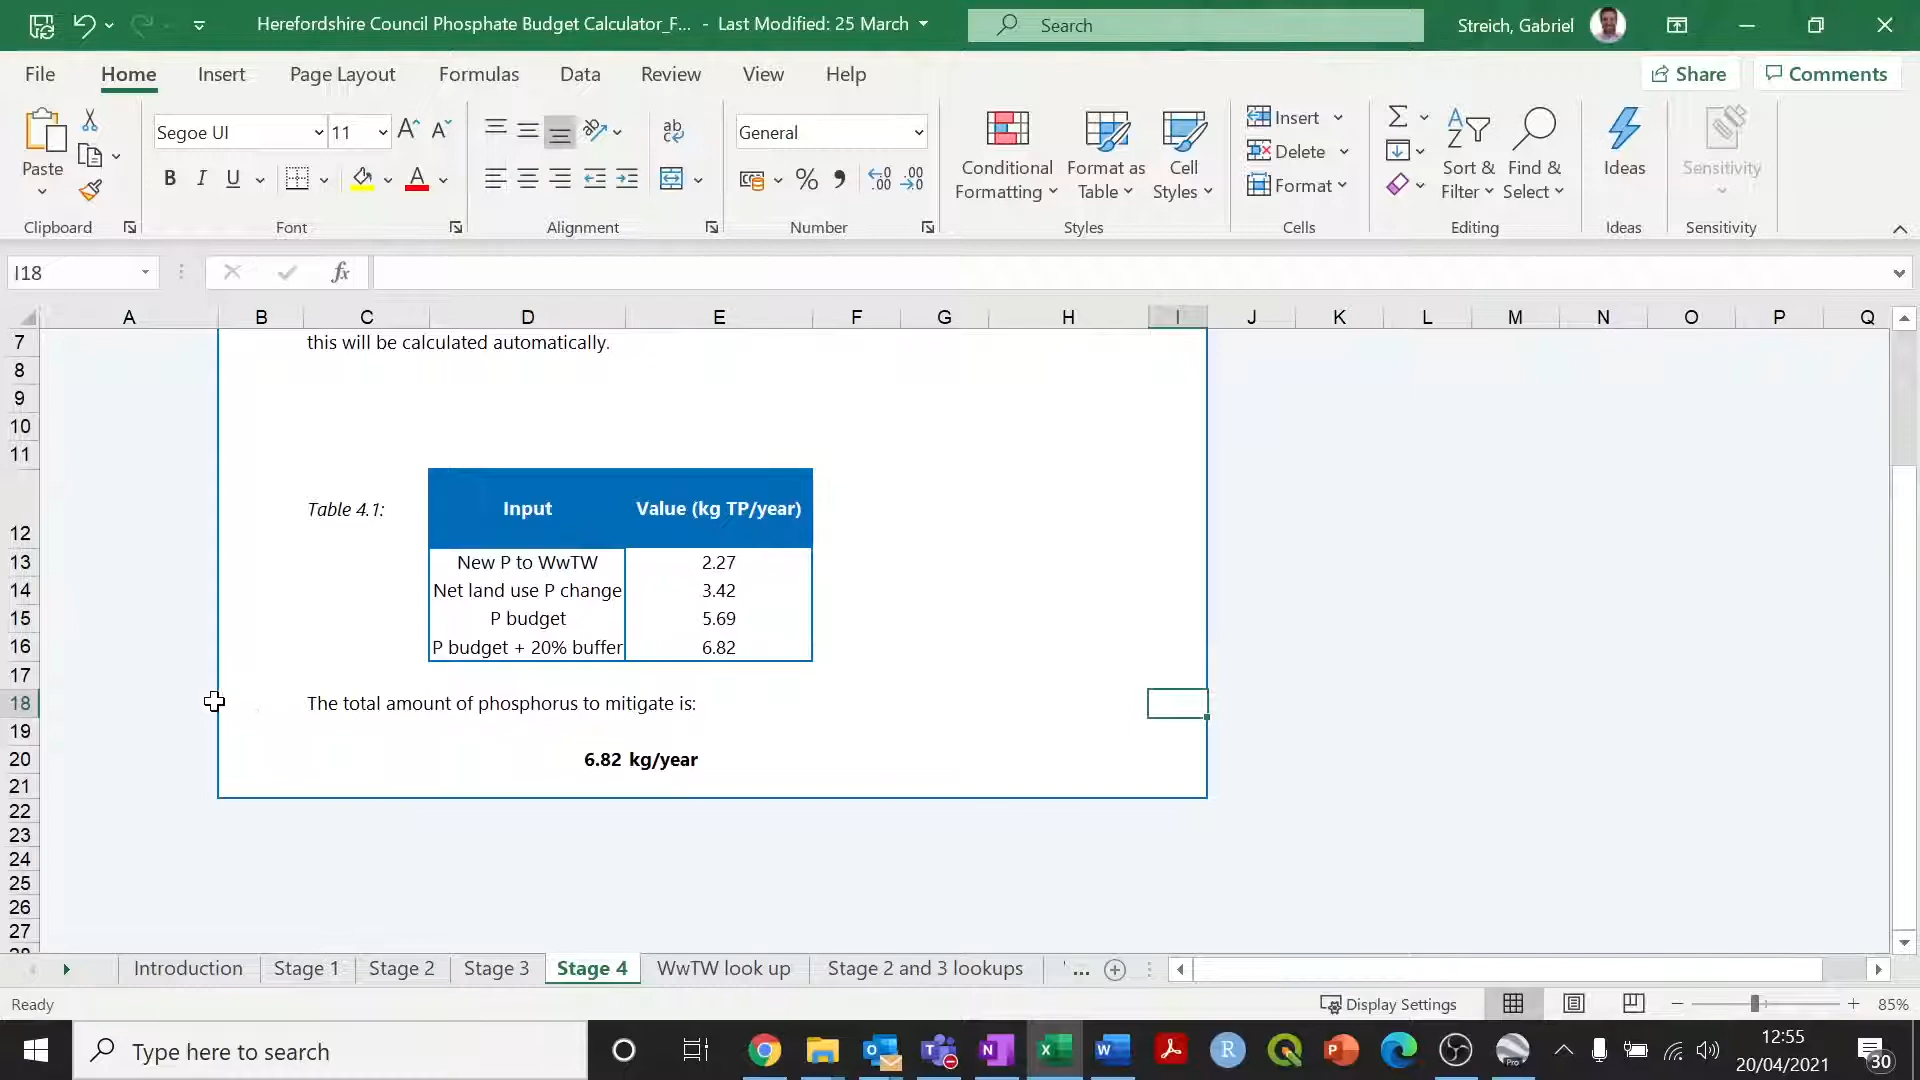 Herefordshire Council Phosphate Budget Calculator_F... - Last Modified: 25 March
Search
Streich, Gabriel
File Home Insert Page Layout Formulas Data Review View Help
Share
Comments
Paste
Clipboard
Segoe UI
11
A A
B I U
A
Font
ab
Alignment
General
%
.00
.00
Number
Conditional Formatting
Format as Table
Cell Styles
Styles
Insert
Delete
Format
Cells
Sort & Filter
Find & Select
Editing
Ideas
Ideas
Sensitivity
Sensitivity
I18
fx
A B C D E F G H I J K L M N O P Q
7 this will be calculated automatically.
8
9
10
11
12 Table 4.1: Input Value (kg TP/year)
13 New P to WwTW 2.27
14 Net land use P change 3.42
15 P budget 5.69
16 P budget + 20% buffer 6.82
17
18 The total amount of phosphorus to mitigate is:
19
20 6.82 kg/year
21
22
23
24
25
26
27
Introduction Stage 1 Stage 2 Stage 3 Stage 4 WwTW look up Stage 2 and 3 lookups ...
Ready
Display Settings
85%
Type here to search
12:55
20/04/2021
30